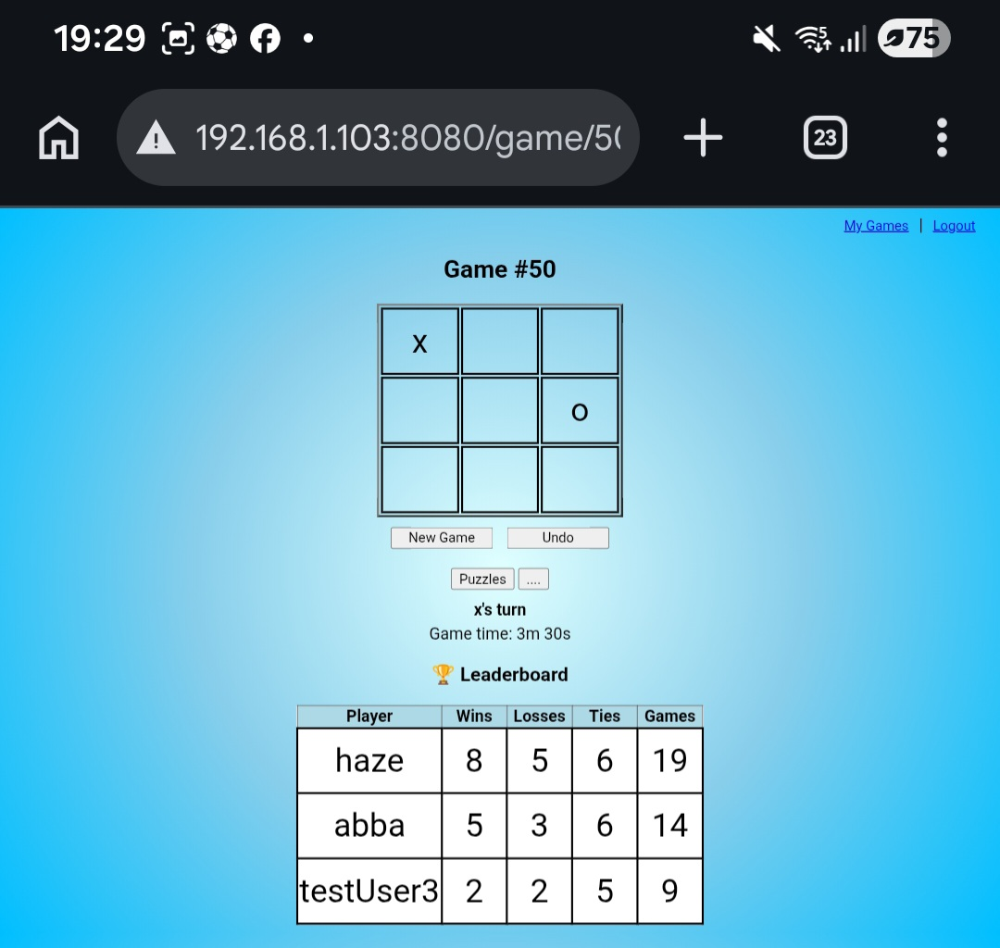 19:29 5 75
192.168.1.103:8080/game/50 23
My Games | Logout
Game #50
x
o
New Game Undo
Puzzles ....
x's turn
Game time: 3m 30s
🏆 Leaderboard
Player Wins Losses Ties Games
haze 8 5 6 19
abba 5 3 6 14
testUser3 2 2 5 9